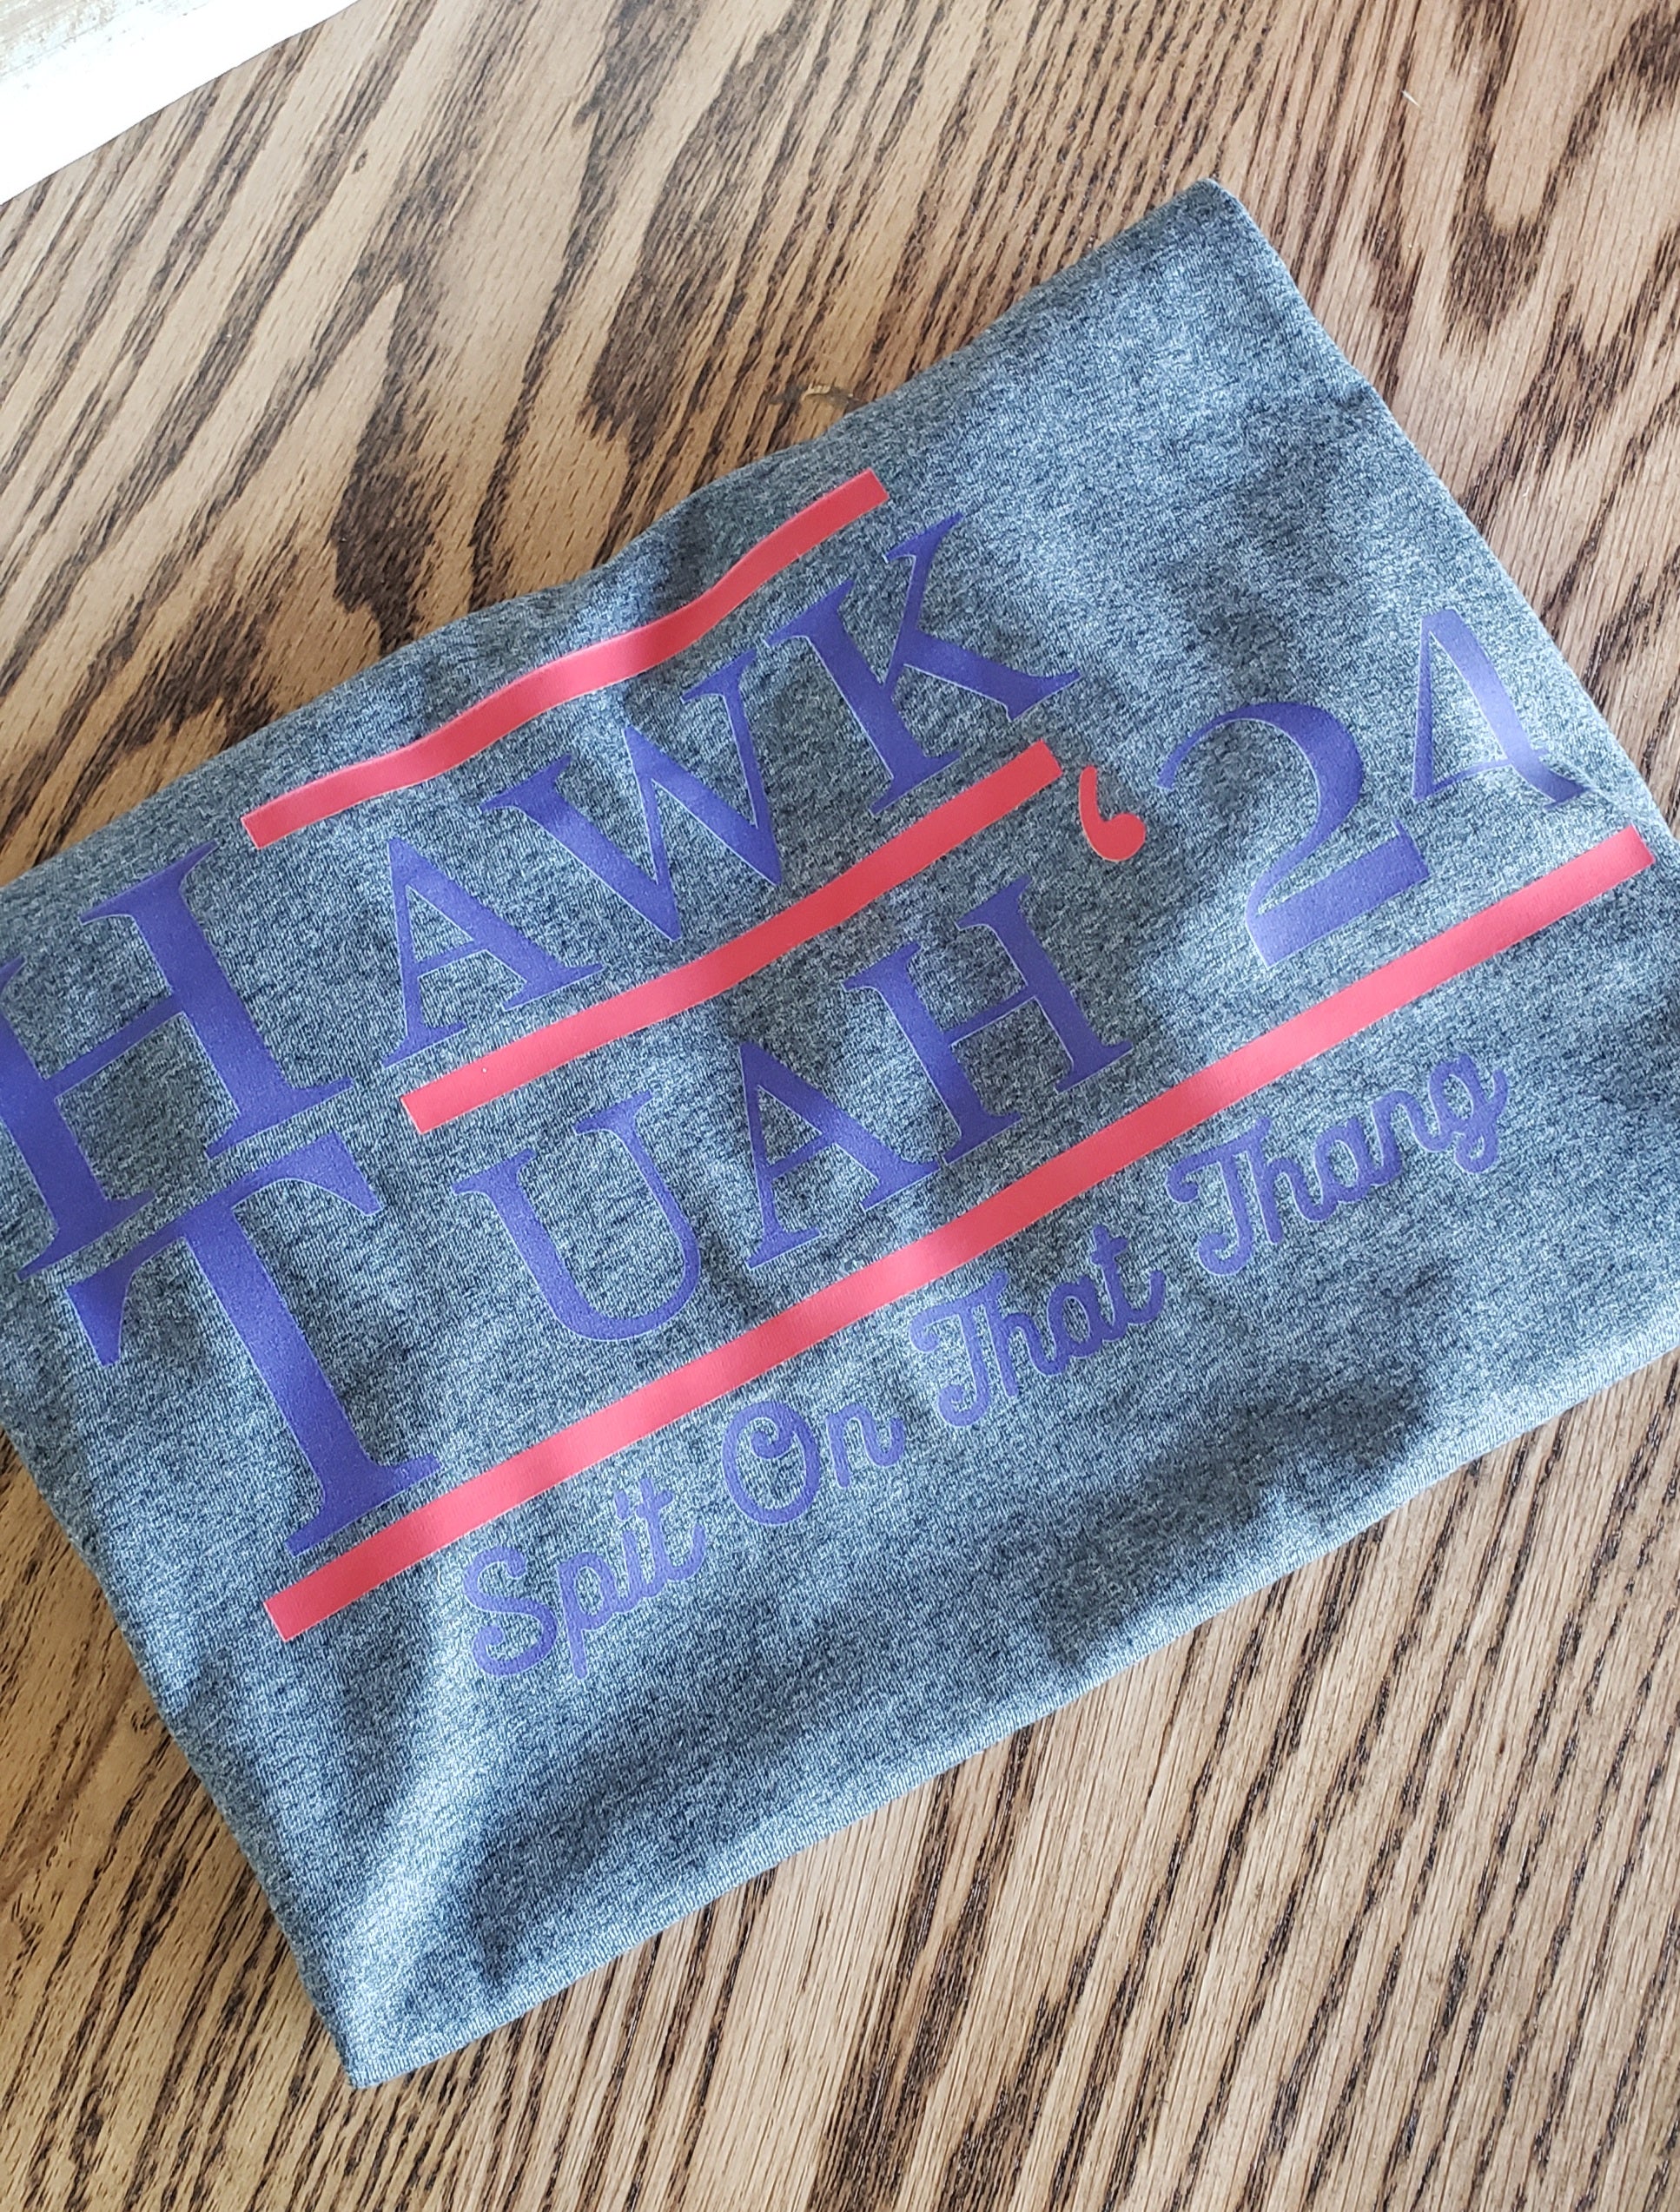 HAWK
TUAH ‘24
Spit On That Thang